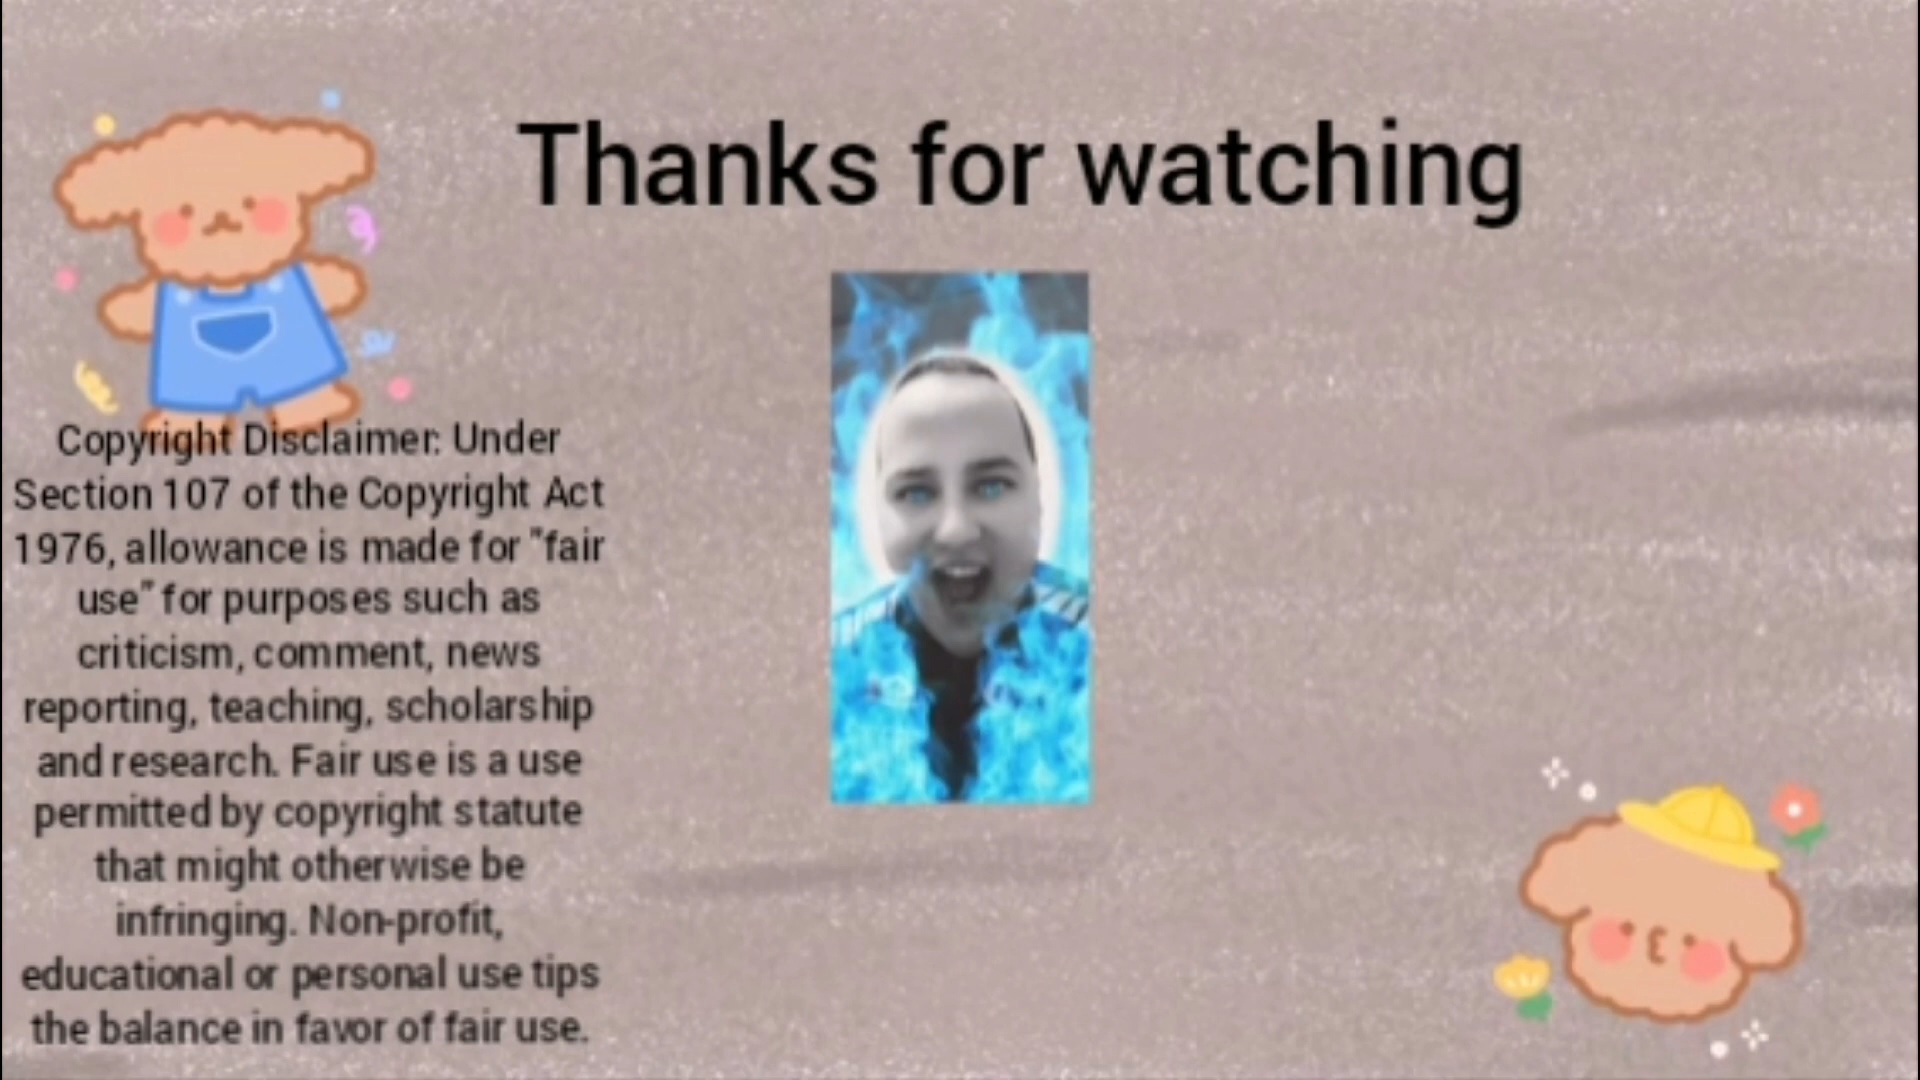 Thanks for watching
Copyright Disclaimer: Under
Section 107 of the Copyright Act
1976, allowance is made for "fair
use" for purposes such as
criticism, comment, news
reporting, teaching, scholarship
and research. Fair use is a use
permitted by copyright statute
that might otherwise be
infringing. Non-profit,
educational or personal use tips
the balance in favor of fair use.